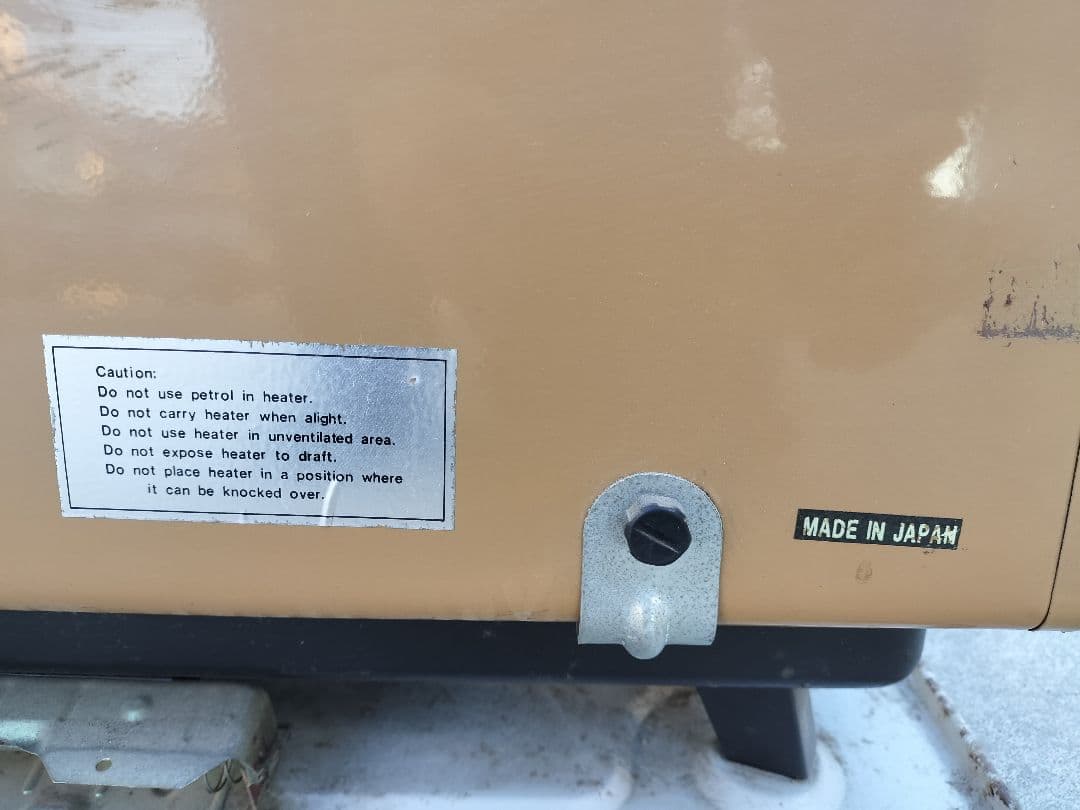 Caution:
Do not use petrol in heater.
Do not carry heater when alight.
Do not use heater in unventilated area.
Do not expose heater to draft.
Do not place heater in a position where
it can be knocked over.
MADE IN JAPAN